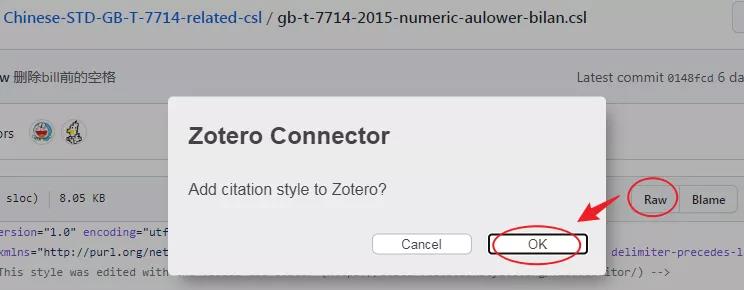 Chinese-STD-GB-T-7714-related-csl / gb-t-7714-2015-numeric-aulower-bilan.csl
删除bill前的空格
Latest commit 0148fcd 6 da
ors
Zotero Connector
Add citation style to Zotero?
Cancel
OK
sloc) 8.05 KB
Raw
Blame
version="1.0" encoding="utf
xmlns="http://purl.org/net
delimiter-precedes-l
This style was edited with
itor/) -->